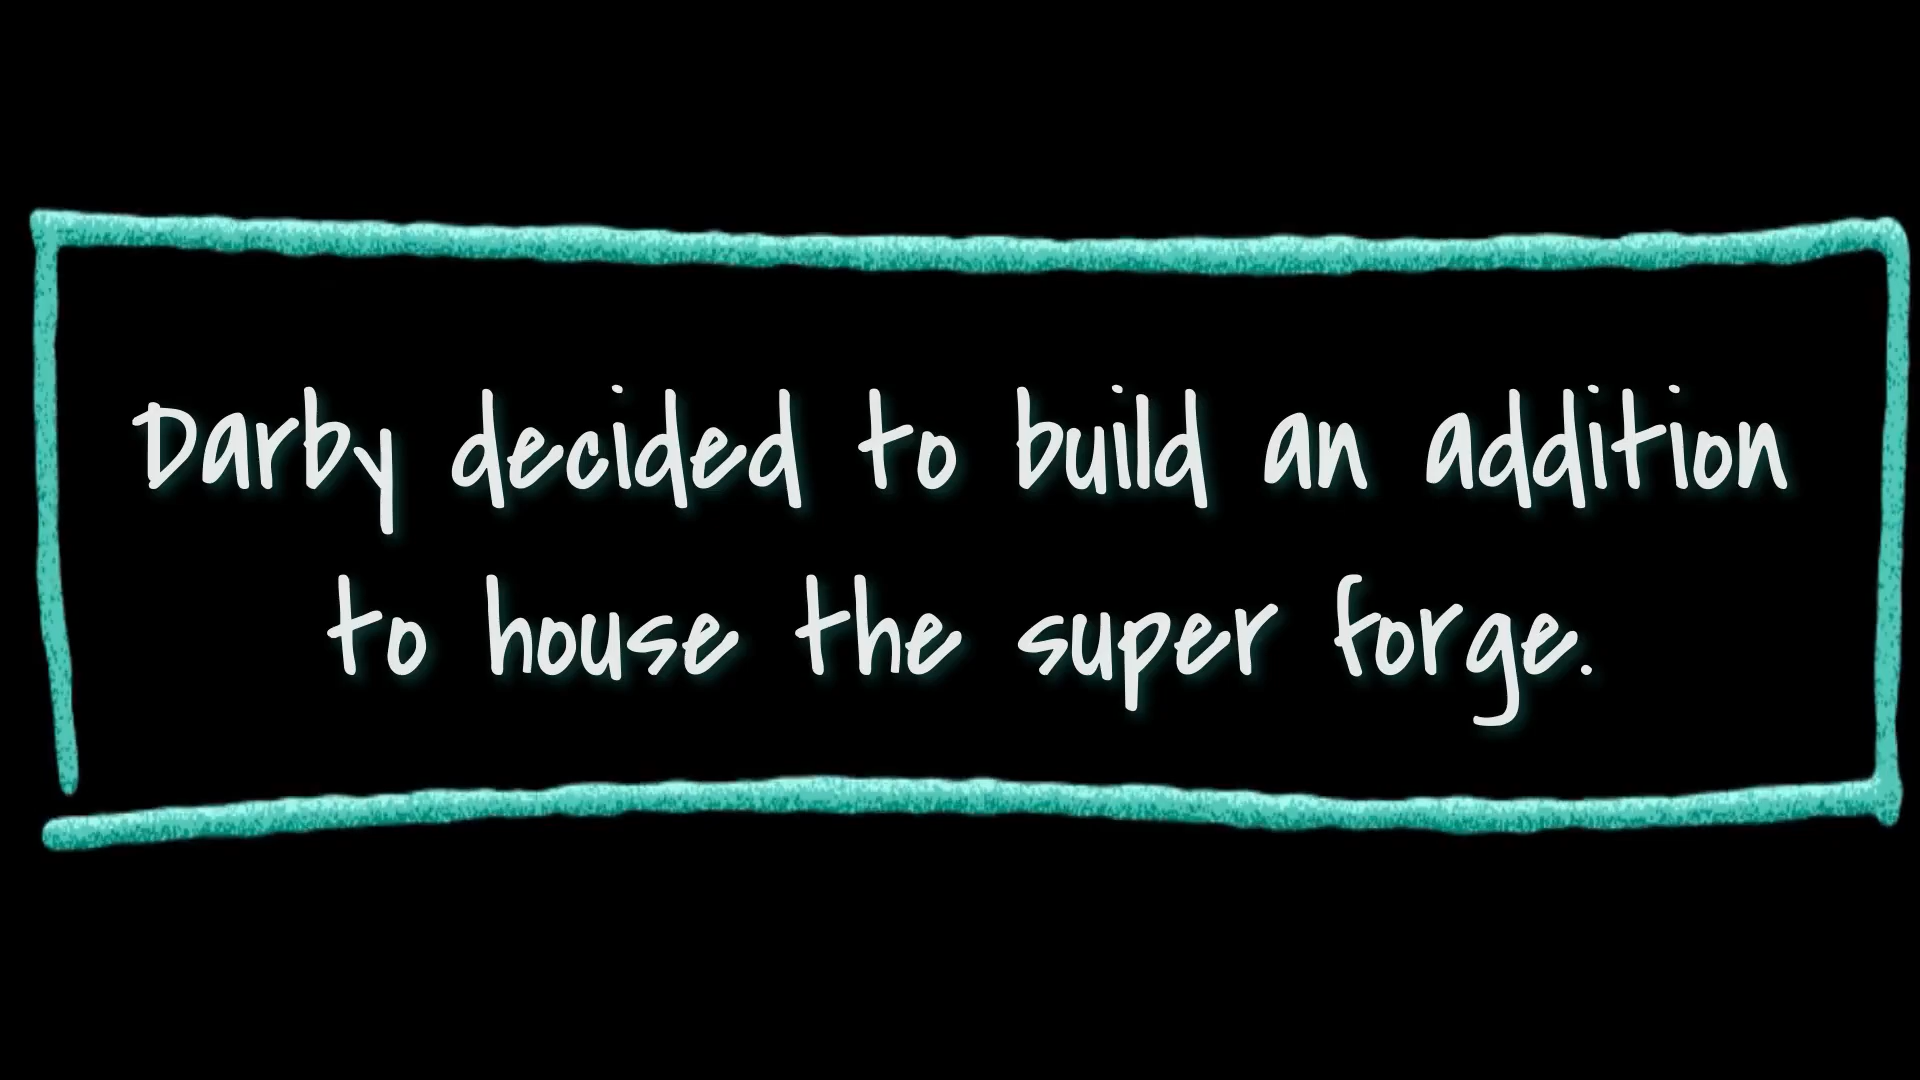 Darby decided to build an addition
to house the super forge.